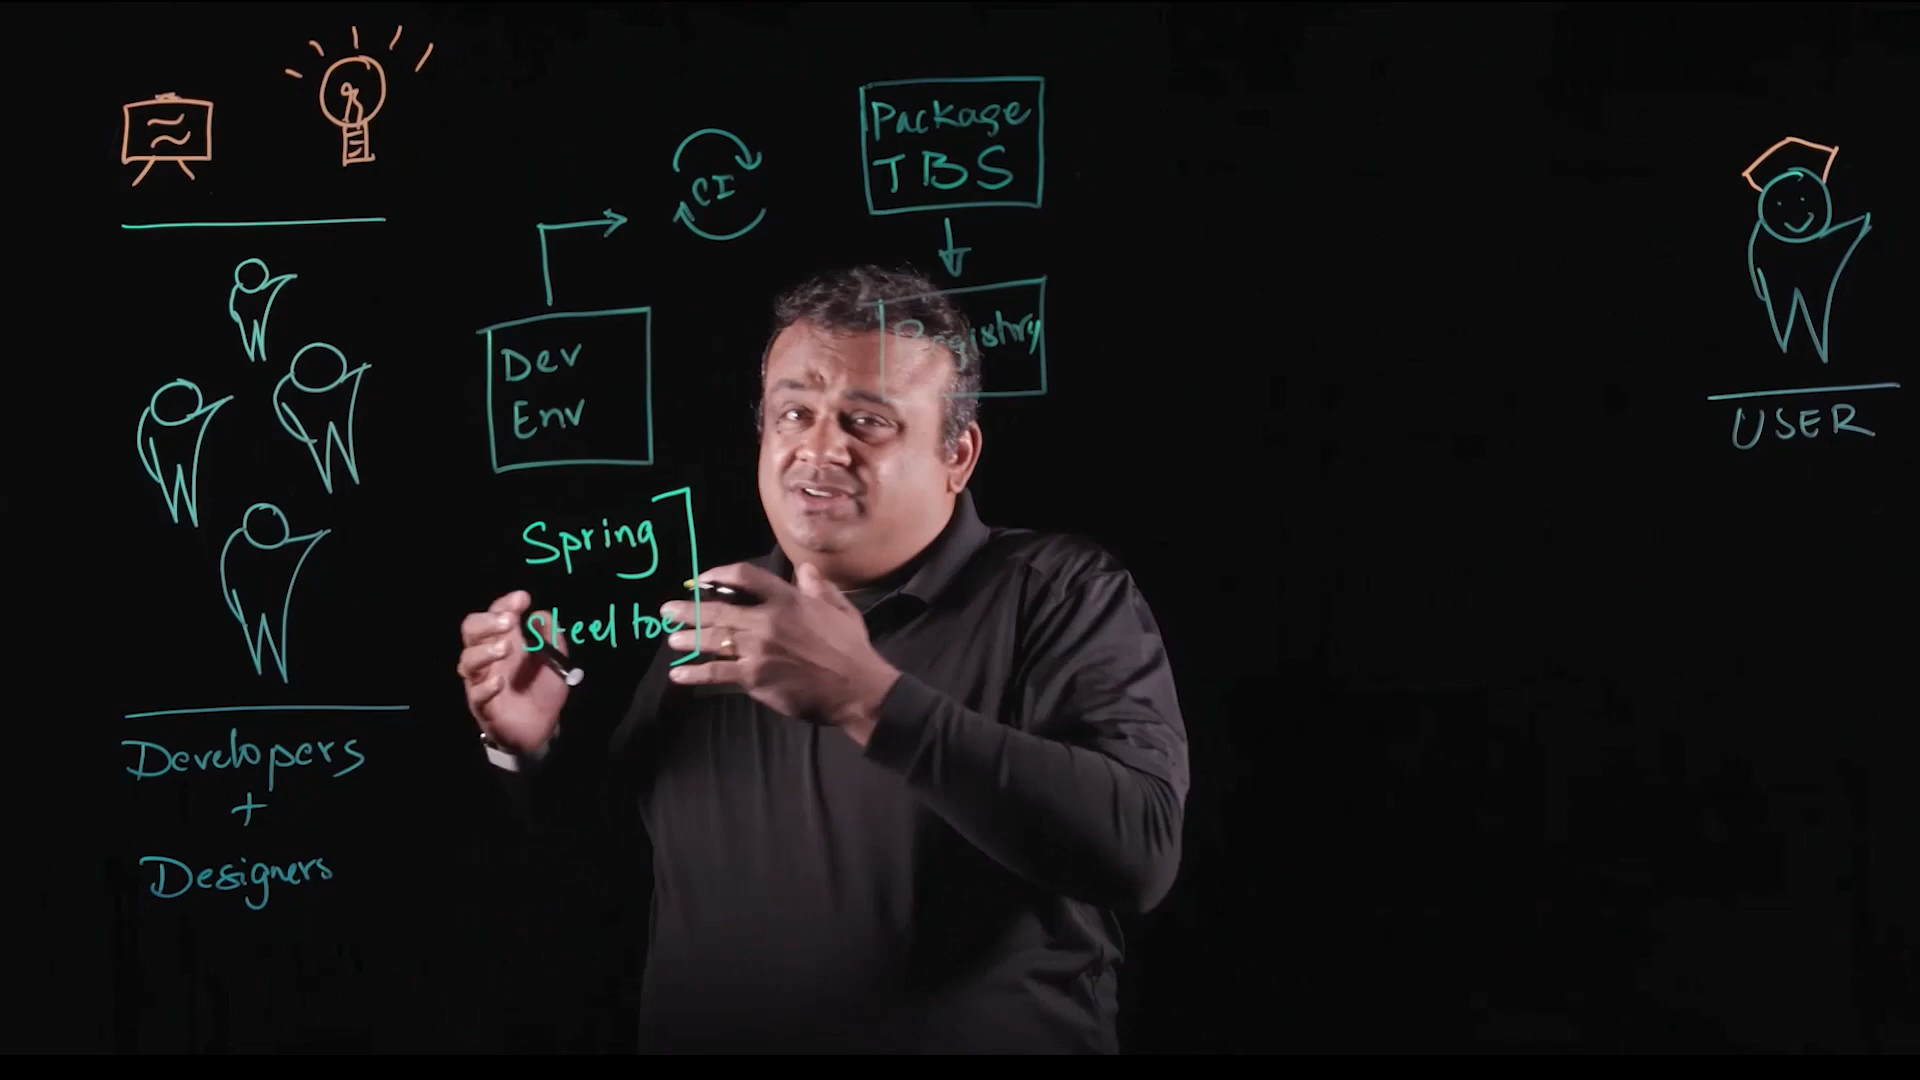 CI
Package
TBS
Registry
Dev
Env
Spring
Steeltoe
Developers
+
Designers
USER